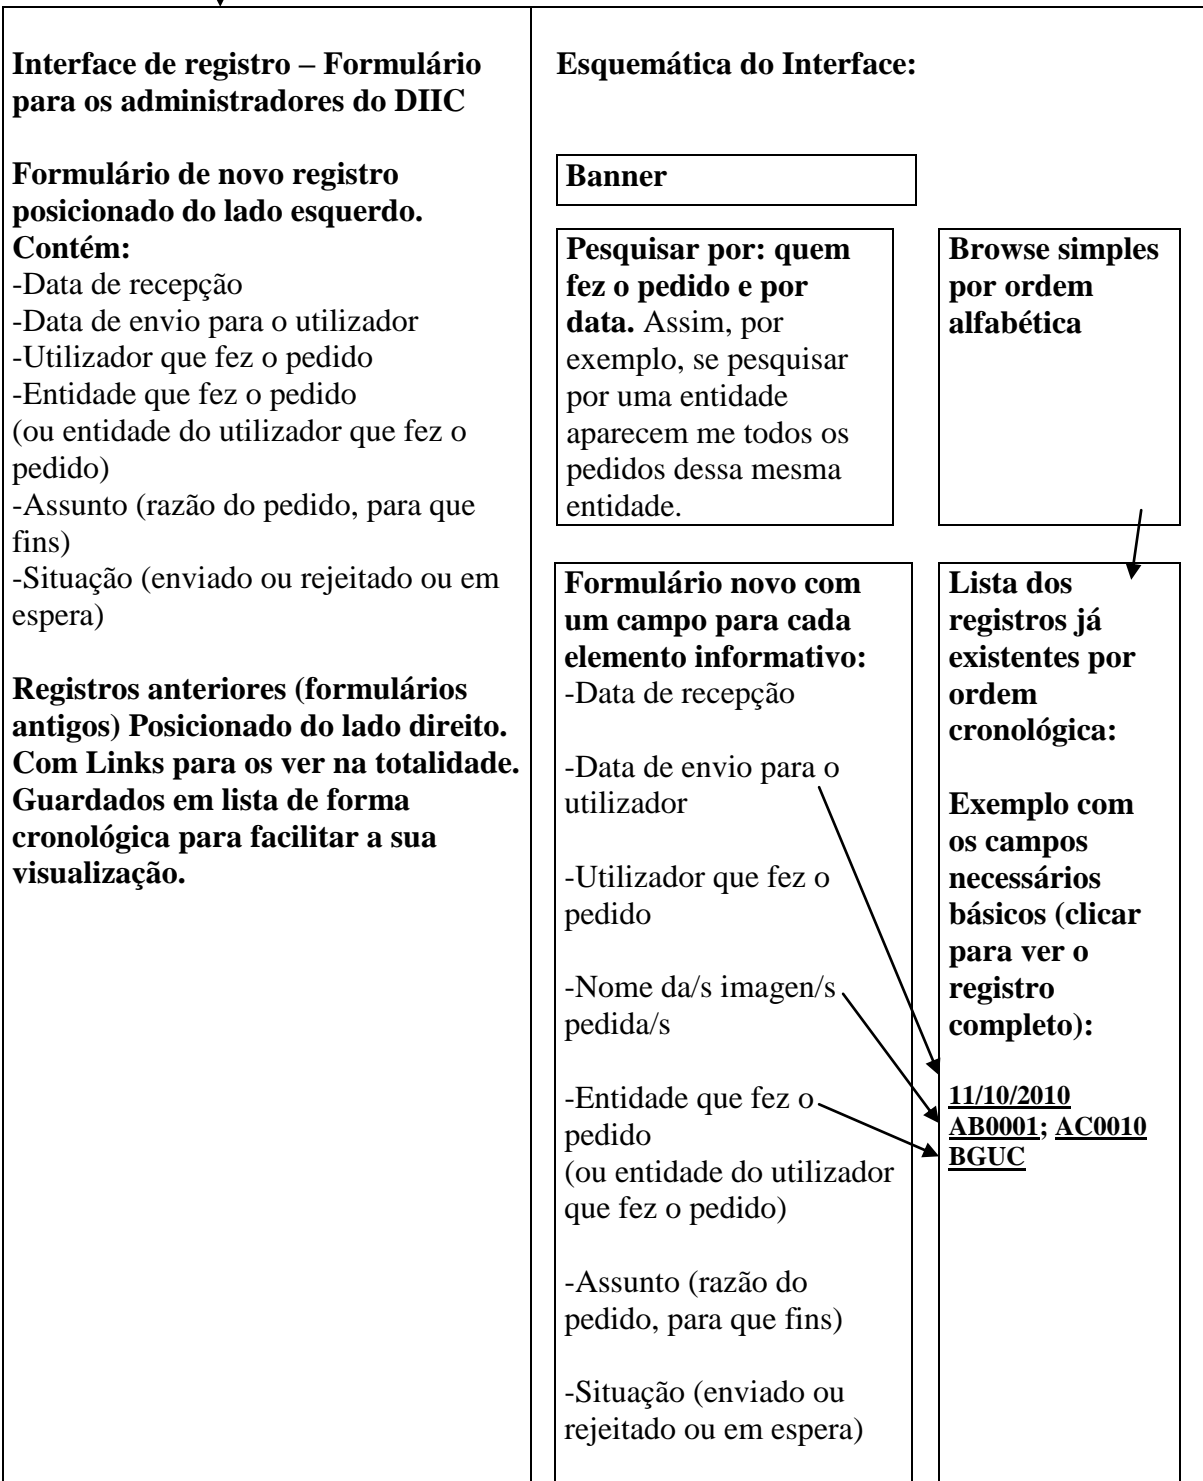 Interface de registro – Formulário
para os administradores do DIIC
Formulário de novo registro
posicionado do lado esquerdo.
Contém:
-Data de recepção
-Data de envio para o utilizador
-Utilizador que fez o pedido
-Entidade que fez o pedido
(ou entidade do utilizador que fez o
pedido)
-Assunto (razão do pedido, para que
fins)
-Situação (enviado ou rejeitado ou em
espera)
Registros anteriores (formulários
antigos) Posicionado do lado direito.
Com Links para os ver na totalidade.
Guardados em lista de forma
cronológica para facilitar a sua
visualização.
Esquemática do Interface:
Banner
Pesquisar por: quem
fez o pedido e por
data. Assim, por
exemplo, se pesquisar
por uma entidade
aparecem me todos os
pedidos dessa mesma
entidade.
Browse simples
por ordem
alfabética
Formulário novo com
um campo para cada
elemento informativo:
-Data de recepção
-Data de envio para o
utilizador
-Utilizador que fez o
pedido
-Nome da/s imagen/s
pedida/s
-Entidade que fez o
pedido
(ou entidade do utilizador
que fez o pedido)
-Assunto (razão do
pedido, para que fins)
-Situação (enviado ou
rejeitado ou em espera)
Lista dos
registros já
existentes por
ordem
cronológica:
Exemplo com
os campos
necessários
básicos (clicar
para ver o
registro
completo):
11/10/2010
AB0001; AC0010
BGUC